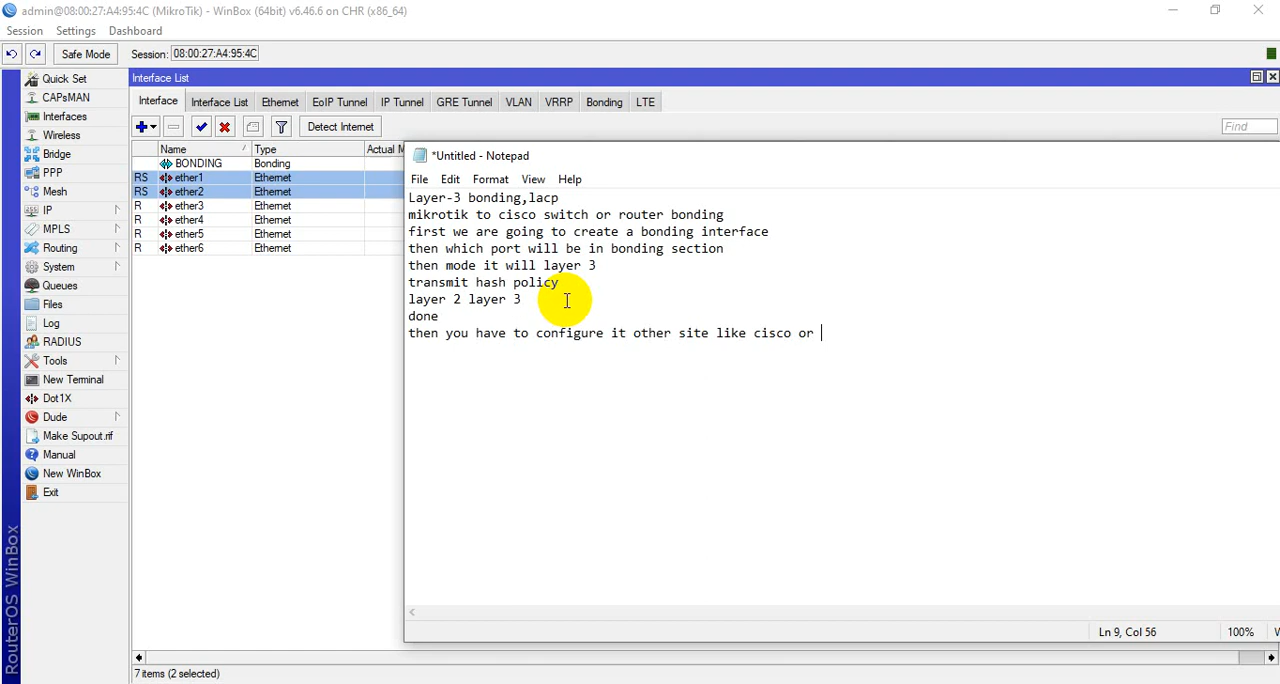 admin@08:00:27:A4:95:4C (MikroTik) - WinBox (64bit) v6.46.6 on CHR (x86_64)
Session Settings Dashboard
Safe Mode Session: 08:00:27:A4:95:4C
Interface List
Interface Interface List Ethernet EoIP Tunnel IP Tunnel GRE Tunnel VLAN VRRP Bonding LTE
Detect Internet Find
Name / Type Actual M
BONDING Bonding
RS ether1 Ethernet
RS ether2 Ethernet
R ether3 Ethernet
R ether4 Ethernet
R ether5 Ethernet
R ether6 Ethernet
7 items (2 selected)
Quick Set
CAPsMAN
Interfaces
Wireless
Bridge
PPP
Mesh
IP
MPLS
Routing
System
Queues
Files
Log
RADIUS
Tools
New Terminal
Dot1X
Dude
Make Supout.rif
Manual
New WinBox
Exit
RouterOS WinBox
*Untitled - Notepad
File Edit Format View Help
Layer-3 bonding,lacp
mikrotik to cisco switch or router bonding
first we are going to create a bonding interface
then which port will be in bonding section
then mode it will layer 3
transmit hash policy
layer 2 layer 3
done
then you have to configure it other site like cisco or
Ln 9, Col 56 100%